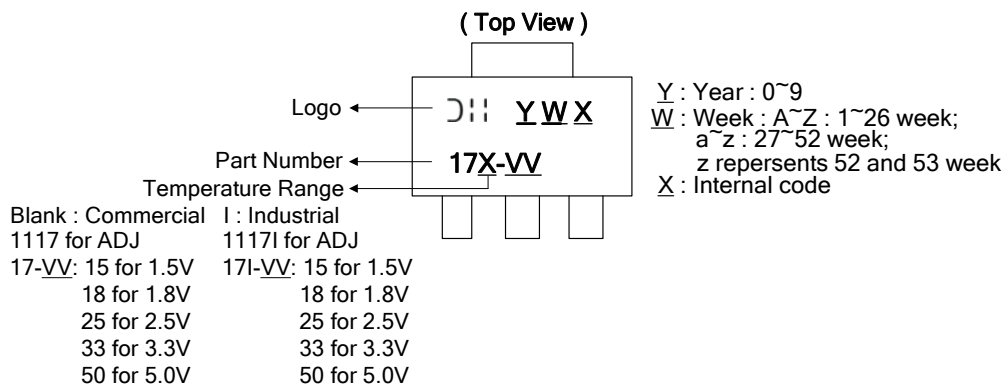 ( Top View )
Logo
Y W X
Y : Year : 0~9
W : Week : A~Z : 1~26 week;
a~z : 27~52 week;
z repersents 52 and 53 week
X : Internal code
Part Number
17X-VV
Temperature Range
Blank : Commercial I : Industrial
1117 for ADJ 1117I for ADJ
17-VV: 15 for 1.5V 17I-VV: 15 for 1.5V
18 for 1.8V 18 for 1.8V
25 for 2.5V 25 for 2.5V
33 for 3.3V 33 for 3.3V
50 for 5.0V 50 for 5.0V